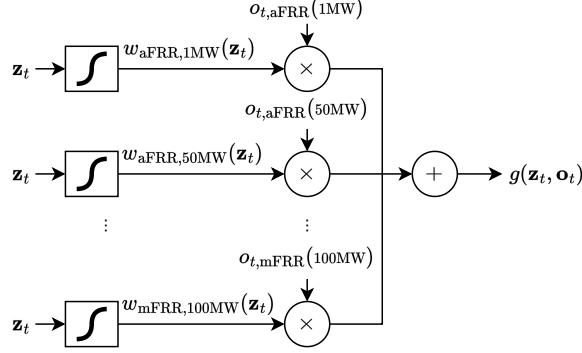 o_{t,aFRR}(1MW)
z_t w_{aFRR,1MW}(z_t) ×
o_{t,aFRR}(50MW)
z_t w_{aFRR,50MW}(z_t) × + g(z_t, o_t)
⋮ ⋮
o_{t,mFRR}(100MW)
z_t w_{mFRR,100MW}(z_t) ×